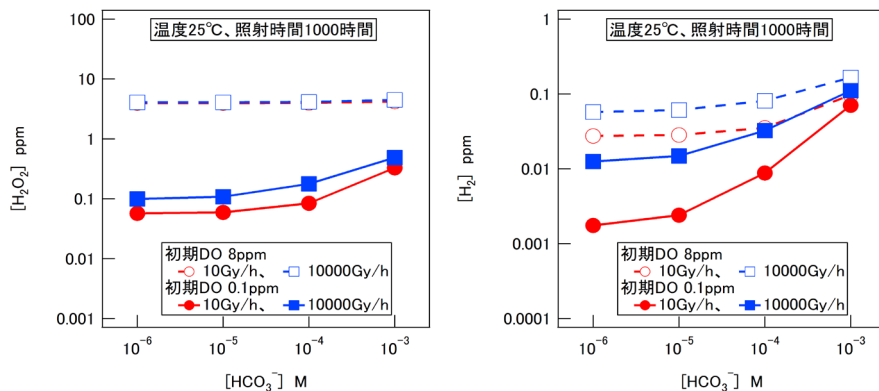 温度25℃、照射時間1000時間
100
10
1
0.1
0.01
0.001
[H₂O₂] ppm
初期DO 8ppm
10Gy/h、 10000Gy/h
初期DO 0.1ppm
10Gy/h、 10000Gy/h
10⁻⁶ 10⁻⁵ 10⁻⁴ 10⁻³
[HCO₃⁻] M
温度25℃、照射時間1000時間
1
0.1
0.01
0.001
0.0001
[H₂] ppm
初期DO 8ppm
10Gy/h、 10000Gy/h
初期DO 0.1ppm
10Gy/h、 10000Gy/h
10⁻⁶ 10⁻⁵ 10⁻⁴ 10⁻³
[HCO₃⁻] M